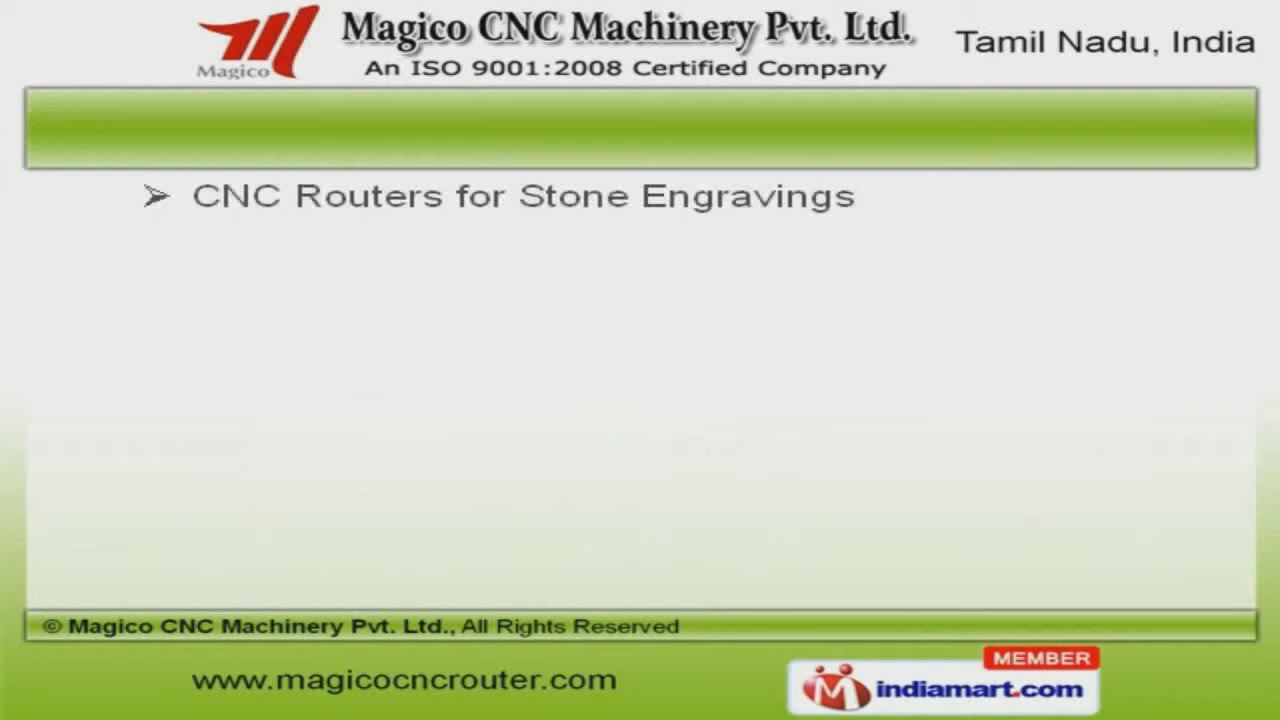 Magico
Magico CNC Machinery Pvt. Ltd.
An ISO 9001:2008 Certified Company
Tamil Nadu, India
➢ CNC Routers for Stone Engravings
© Magico CNC Machinery Pvt. Ltd., All Rights Reserved
www.magicocncrouter.com
MEMBER
indiamart.com